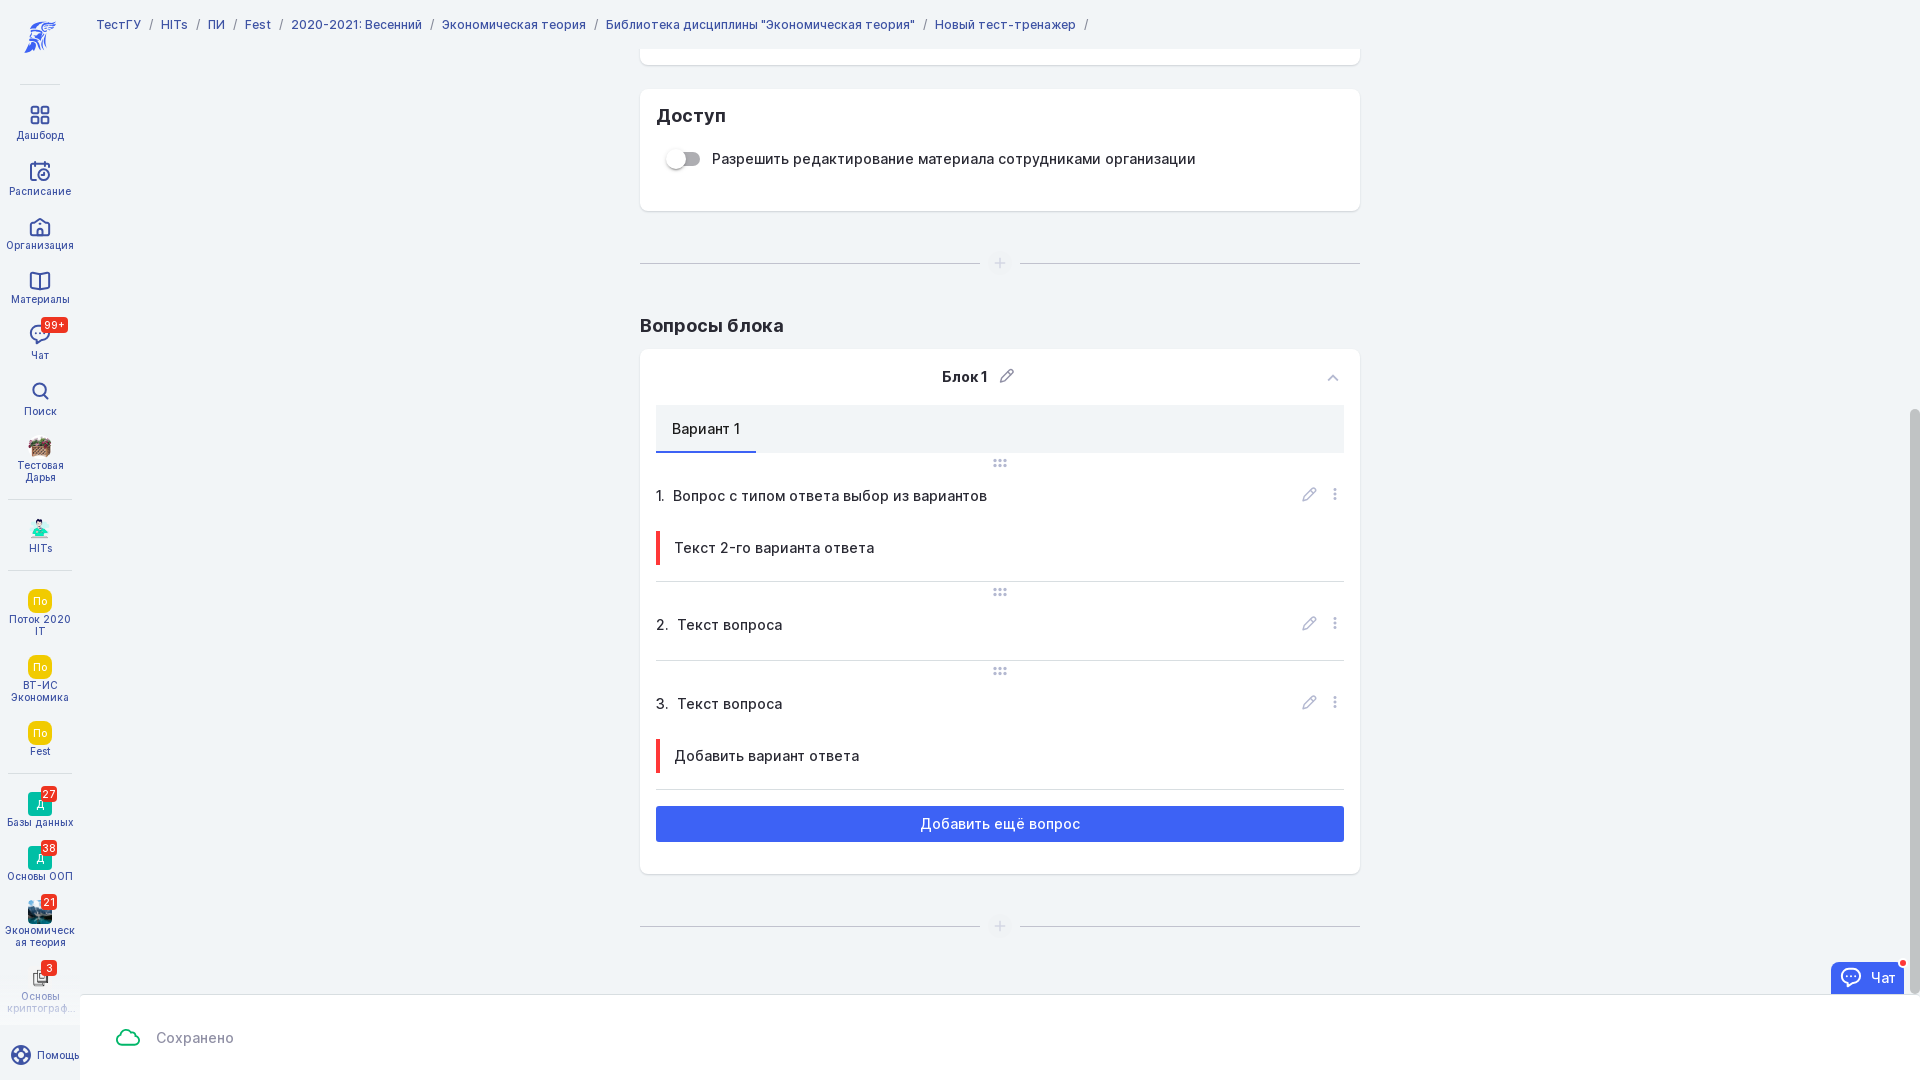 ТестГУ / HITs / ПИ / Fest / 2020-2021: Весенний / Экономическая теория / Библиотека дисциплины "Экономическая теория" / Новый тест-тренажер /
Дашборд
Расписание
Организация
Материалы
99+
Чат
Поиск
Тестовая
Дарья
HITs
По
Поток 2020
IT
По
ВТ-ИС
Экономика
По
Fest
27
Д
Базы данных
38
Д
Основы ООП
21
Экономическ
ая теория
3
Основы
криптограф...
Помощь
Доступ
Разрешить редактирование материала сотрудниками организации
Вопросы блока
Блок 1
Вариант 1
1. Вопрос с типом ответа выбор из вариантов
Текст 2-го варианта ответа
2. Текст вопроса
3. Текст вопроса
Добавить вариант ответа
Добавить ещё вопрос
Чат
Сохранено